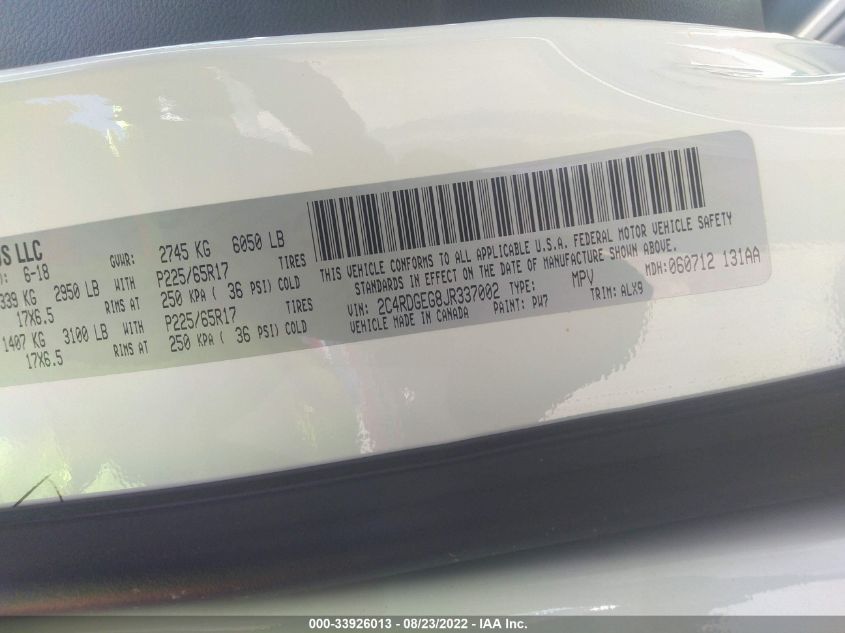 US LLC
6-18
GVWR: 2745 KG 6050 LB
339 KG 2950 LB WITH P225/65R17 TIRES
17X6.5 RIMS AT 250 KPA ( 36 PSI) COLD
1407 KG 3100 LB WITH P225/65R17 TIRES
17X6.5 RIMS AT 250 KPA ( 36 PSI) COLD
THIS VEHICLE CONFORMS TO ALL APPLICABLE U.S.A. FEDERAL MOTOR VEHICLE SAFETY
STANDARDS IN EFFECT ON THE DATE OF MANUFACTURE SHOWN ABOVE.
VIN: 2C4RDGEG8JR337002 TYPE: MPV MDH: 060712 131AA
VEHICLE MADE IN CANADA PAINT: PW7 TRIM: ALX9
000-33926013 - 08/23/2022 - IAA Inc.